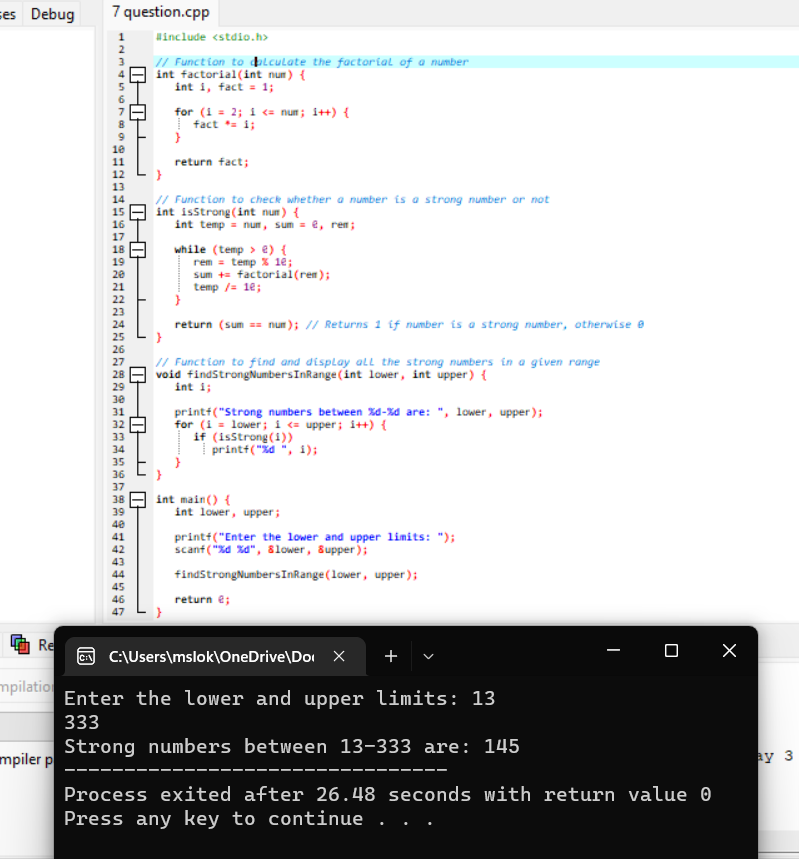 ses Debug
7 question.cpp
1 #include <stdio.h>
2
3 // Function to calculate the factorial of a number
4 int factorial(int num) {
5 int i, fact = 1;
6
7 for (i = 2; i <= num; i++) {
8 fact *= i;
9 }
10
11 return fact;
12 }
13
14 // Function to check whether a number is a strong number or not
15 int isStrong(int num) {
16 int temp = num, sum = 0, rem;
17
18 while (temp > 0) {
19 rem = temp % 10;
20 sum += factorial(rem);
21 temp /= 10;
22 }
23
24 return (sum == num); // Returns 1 if number is a strong number, otherwise 0
25 }
26
27 // Function to find and display all the strong numbers in a given range
28 void findStrongNumbersInRange(int lower, int upper) {
29 int i;
30
31 printf("Strong numbers between %d-%d are: ", lower, upper);
32 for (i = lower; i <= upper; i++) {
33 if (isStrong(i))
34 printf("%d ", i);
35 }
36 }
37
38 int main() {
39 int lower, upper;
40
41 printf("Enter the lower and upper limits: ");
42 scanf("%d %d", &lower, &upper);
43
44 findStrongNumbersInRange(lower, upper);
45
46 return 0;
47 }
Re
mpilation
mpiler p
ay 3
C:\Users\mslok\OneDrive\Doc
Enter the lower and upper limits: 13
333
Strong numbers between 13-333 are: 145
--------------------------------
Process exited after 26.48 seconds with return value 0
Press any key to continue . . .